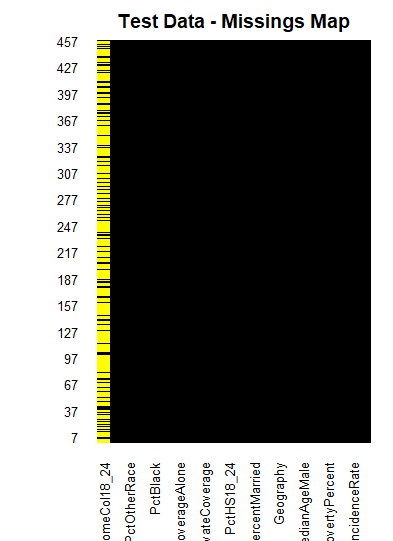 Test Data - Missings Map
457
427
397
367
337
307
277
247
217
187
157
127
97
67
37
7
omeCol18_24
PctOtherRace
PctBlack
overageAlone
vateCoverage
PctHS18_24
ercentMarried
Geography
edianAgeMale
overtyPercent
ncidenceRate